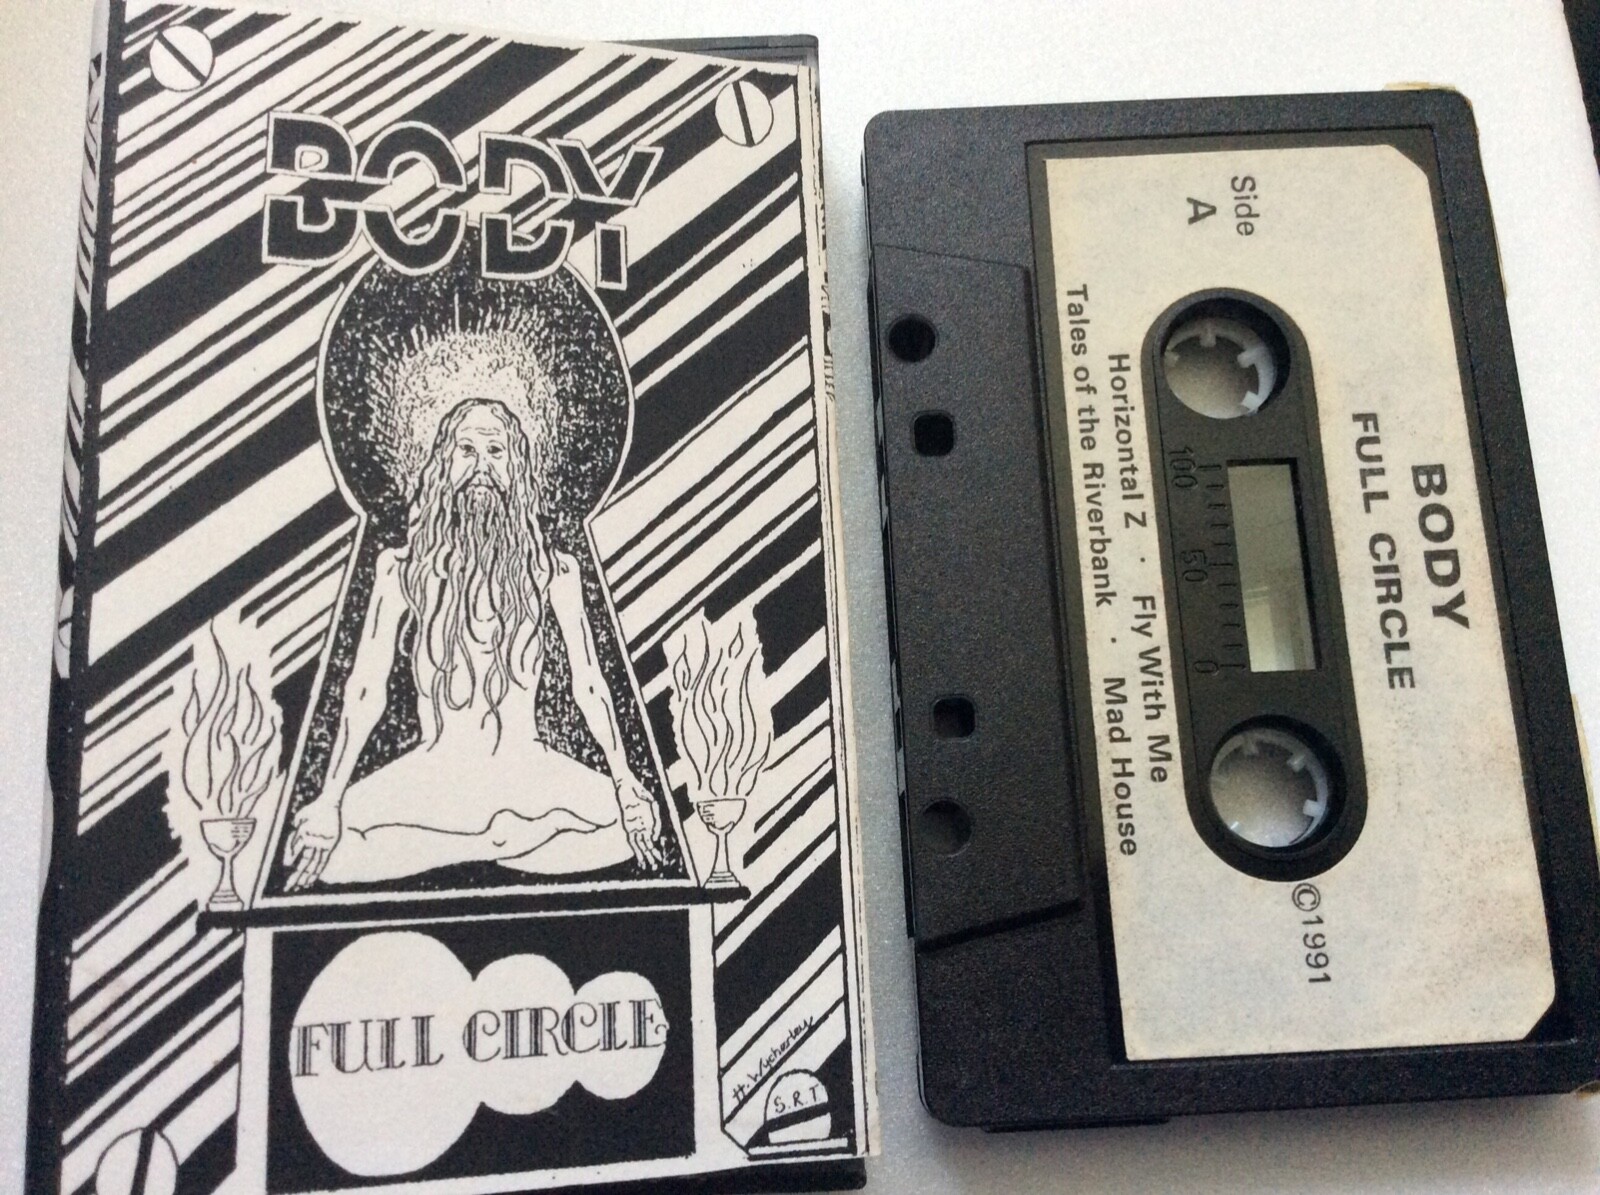 BODY
FULL CIRCLE
H. Wycherley
S.R.T.
BODY
FULL CIRCLE
Side
A
©1991
100 50 0
Horizontal Z · Fly With Me
Tales of the Riverbank · Mad House